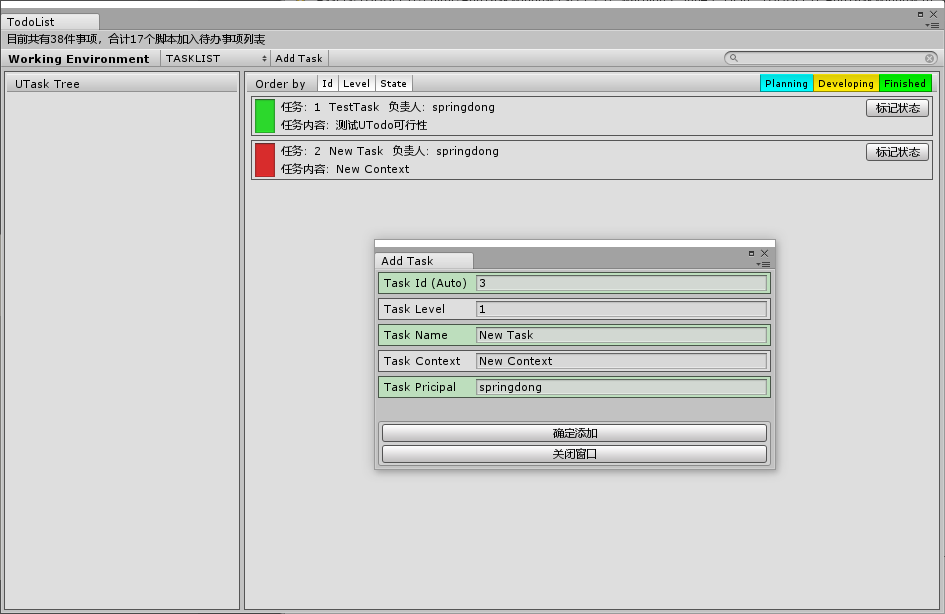 TodoList
目前共有38件事项，合计17个脚本加入待办事项列表
Working Environment TASKLIST Add Task
UTask Tree
Order by Id Level State Planning Developing Finished
任务: 1 TestTask 负责人: springdong 标记状态
任务内容: 测试UTodo可行性
任务: 2 New Task 负责人: springdong 标记状态
任务内容: New Context
Add Task
Task Id (Auto) 3
Task Level 1
Task Name New Task
Task Context New Context
Task Pricipal springdong
确定添加
关闭窗口